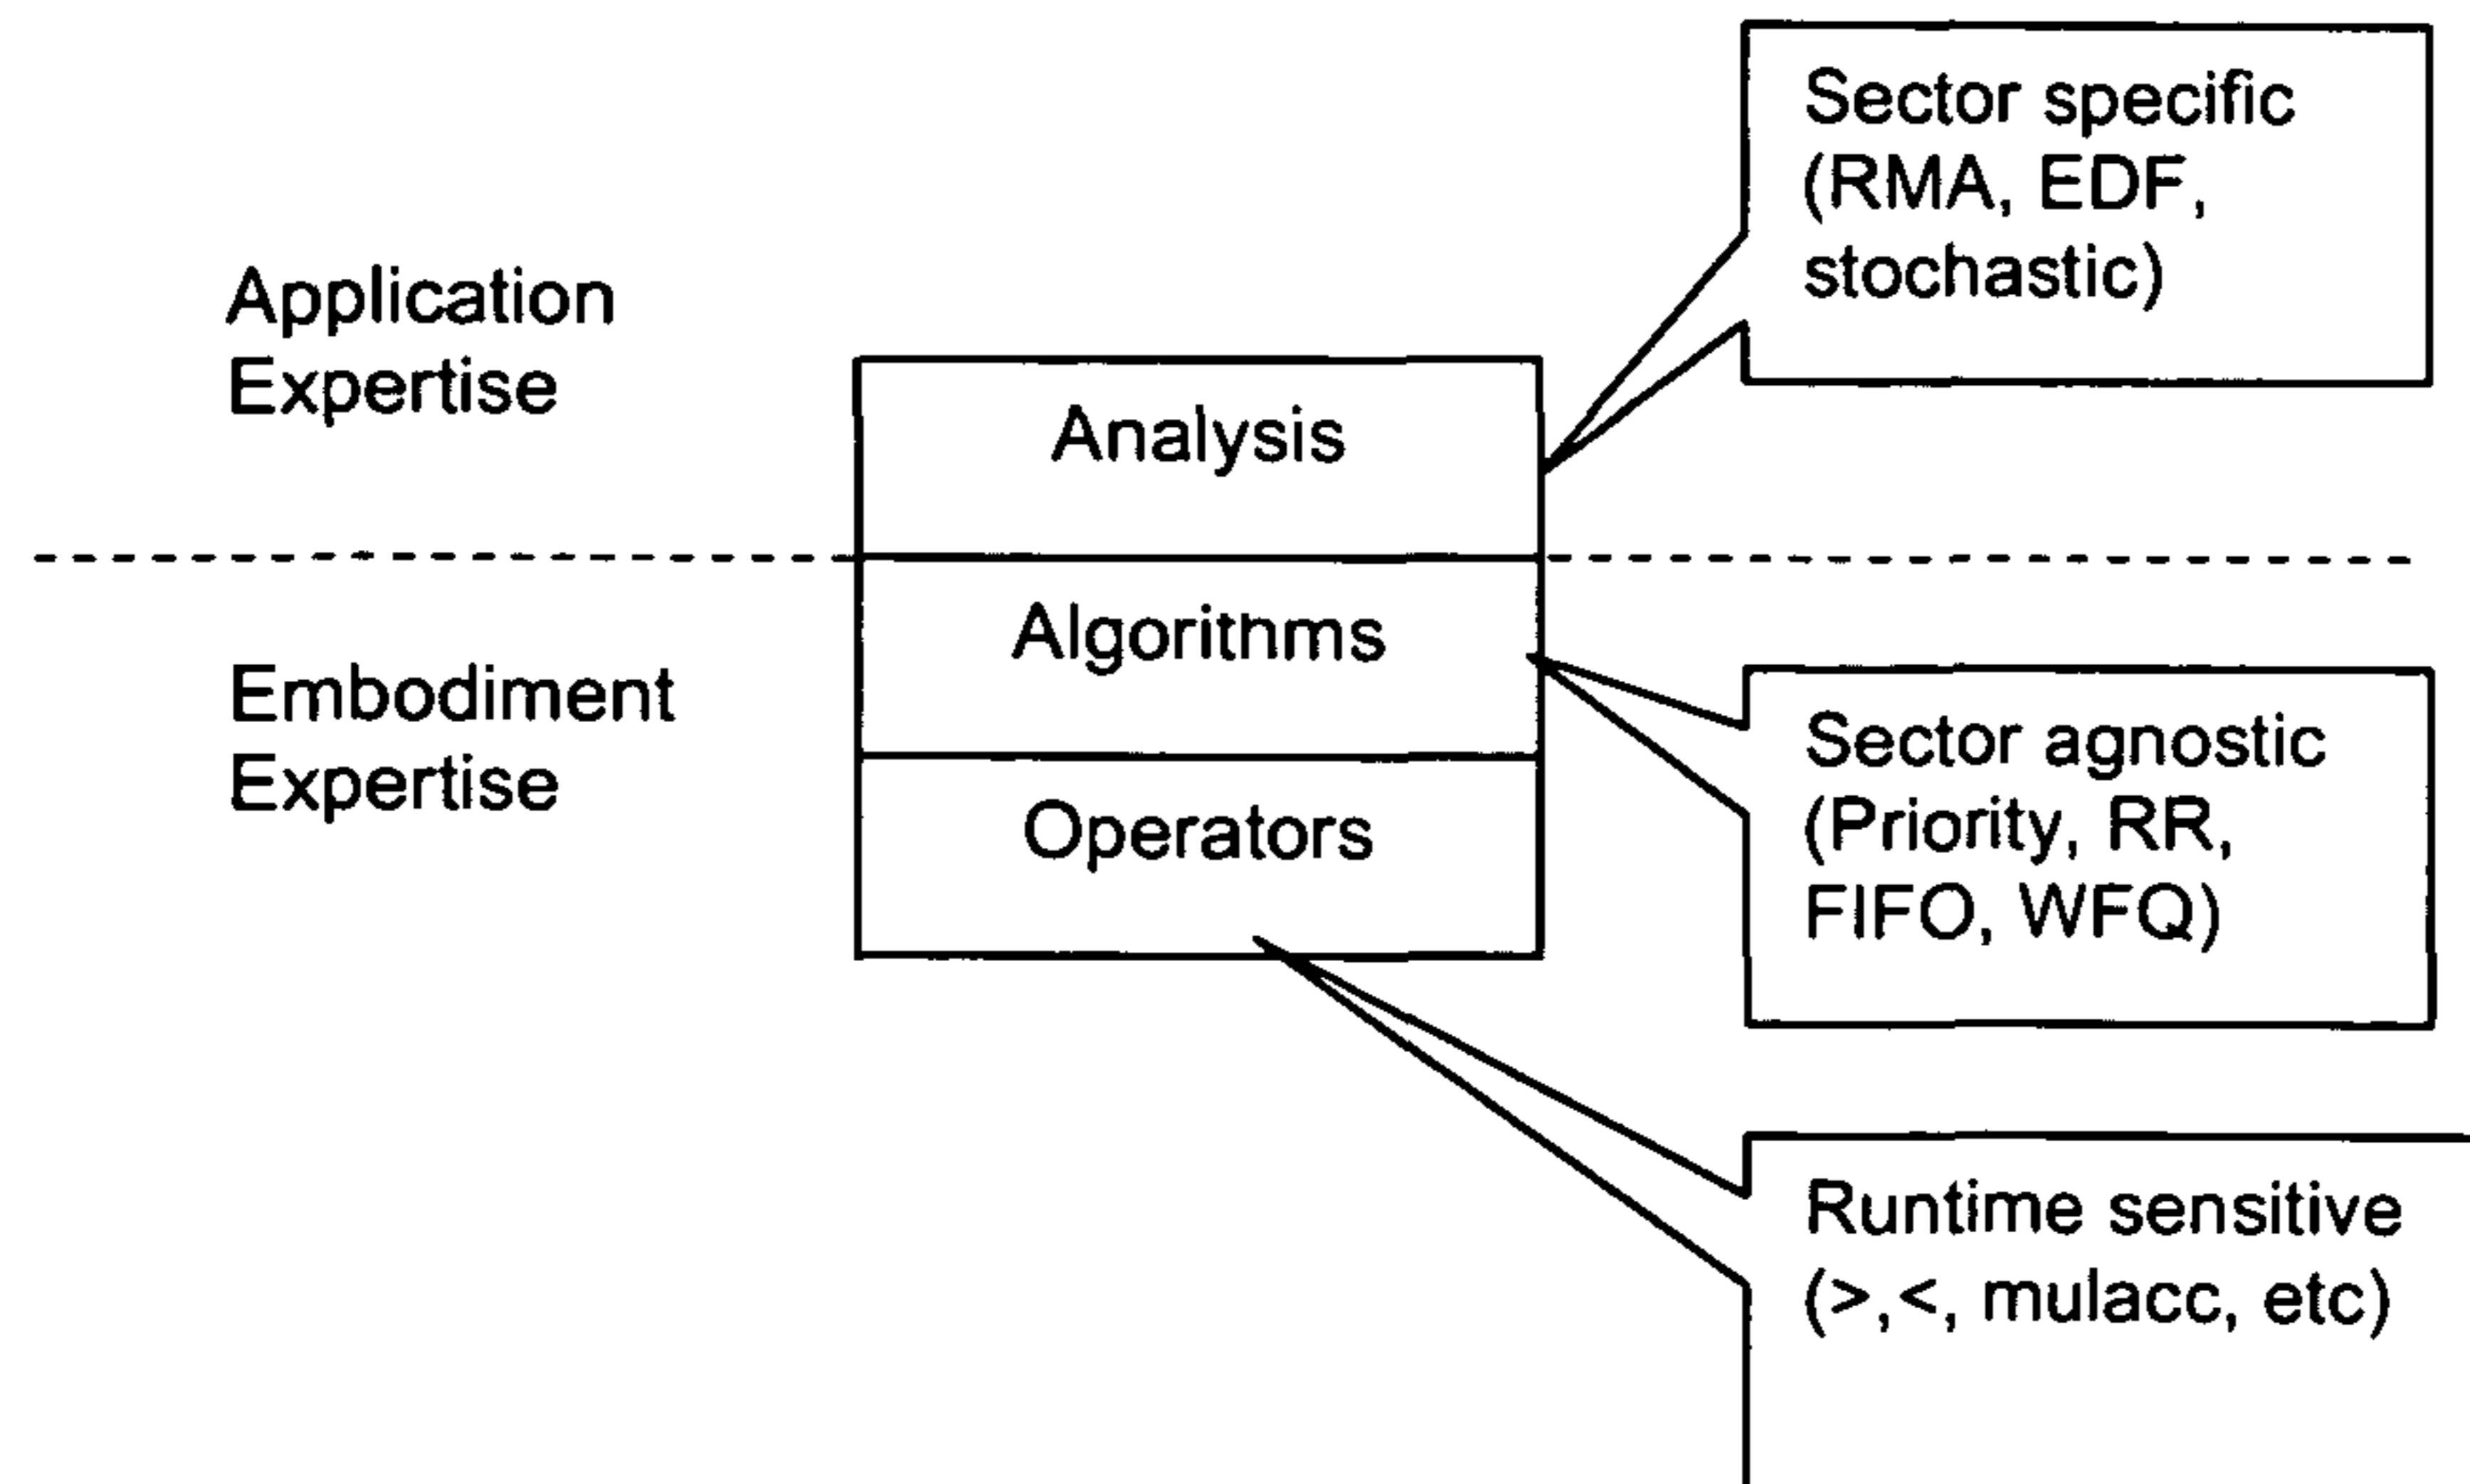 Sector specific
(RMA, EDF,
stochastic)
Application
Expertise
Analysis
Algorithms
Embodiment
Expertise
Operators
Sector agnostic
(Priority, RR,
FIFO, WFQ)
Runtime sensitive
(>,<, mulacc, etc)